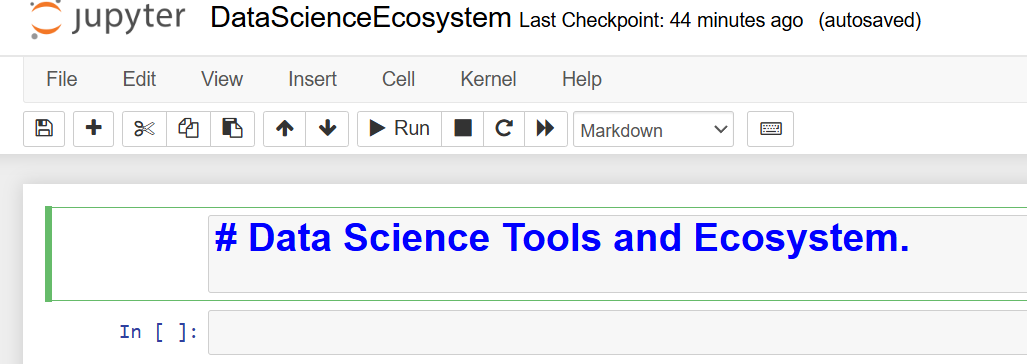 jupyter DataScienceEcosystem Last Checkpoint: 44 minutes ago (autosaved)
File Edit View Insert Cell Kernel Help
Run Markdown
# Data Science Tools and Ecosystem.
In [ ]: